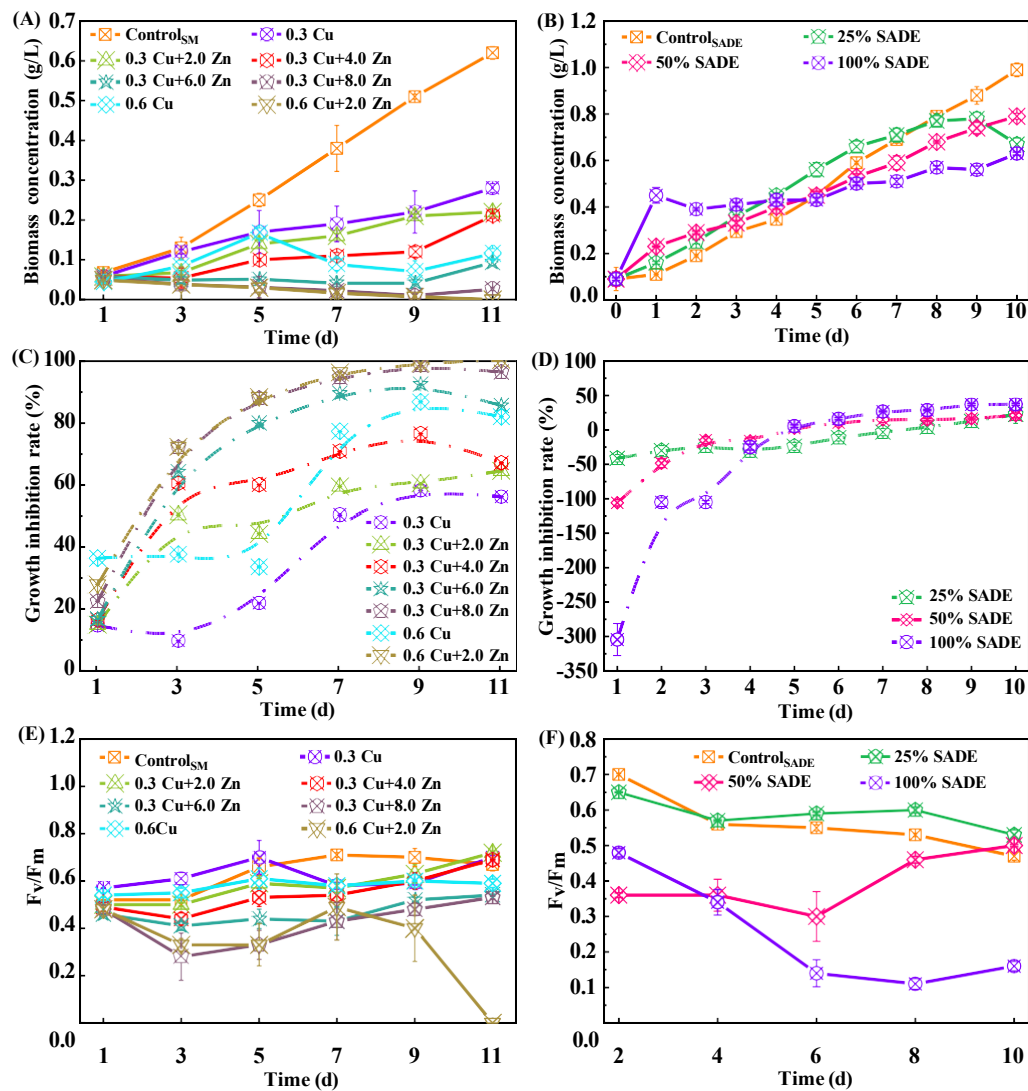 (A)
Biomass concentration (g/L)
0.7
0.6
0.5
0.4
0.3
0.2
0.1
0.0
Control_SM
0.3 Cu
0.3 Cu+2.0 Zn
0.3 Cu+4.0 Zn
0.3 Cu+6.0 Zn
0.3 Cu+8.0 Zn
0.6 Cu
0.6 Cu+2.0 Zn
1 3 5 7 9 11
Time (d)
(B)
Biomass concentration (g/L)
1.2
1.0
0.8
0.6
0.4
0.2
0.0
Control_SADE
25% SADE
50% SADE
100% SADE
0 1 2 3 4 5 6 7 8 9 10
Time (d)
(C)
Growth inhibition rate (%)
100
80
60
40
20
0
0.3 Cu
0.3 Cu+2.0 Zn
0.3 Cu+4.0 Zn
0.3 Cu+6.0 Zn
0.3 Cu+8.0 Zn
0.6 Cu
0.6 Cu+2.0 Zn
1 3 5 7 9 11
Time (d)
(D)
Growth inhibition rate (%)
100
50
0
-50
-100
-150
-200
-250
-300
-350
25% SADE
50% SADE
100% SADE
1 2 3 4 5 6 7 8 9 10
Time (d)
(E)
Fv/Fm
1.2
1.0
0.8
0.6
0.4
0.2
0.0
Control_SM
0.3 Cu
0.3 Cu+2.0 Zn
0.3 Cu+4.0 Zn
0.3 Cu+6.0 Zn
0.3 Cu+8.0 Zn
0.6Cu
0.6 Cu+2.0 Zn
1 3 5 7 9 11
Time (d)
(F)
Fv/Fm
0.8
0.7
0.6
0.5
0.4
0.3
0.2
0.1
0.0
Control_SADE
25% SADE
50% SADE
100% SADE
2 4 6 8 10
Time (d)